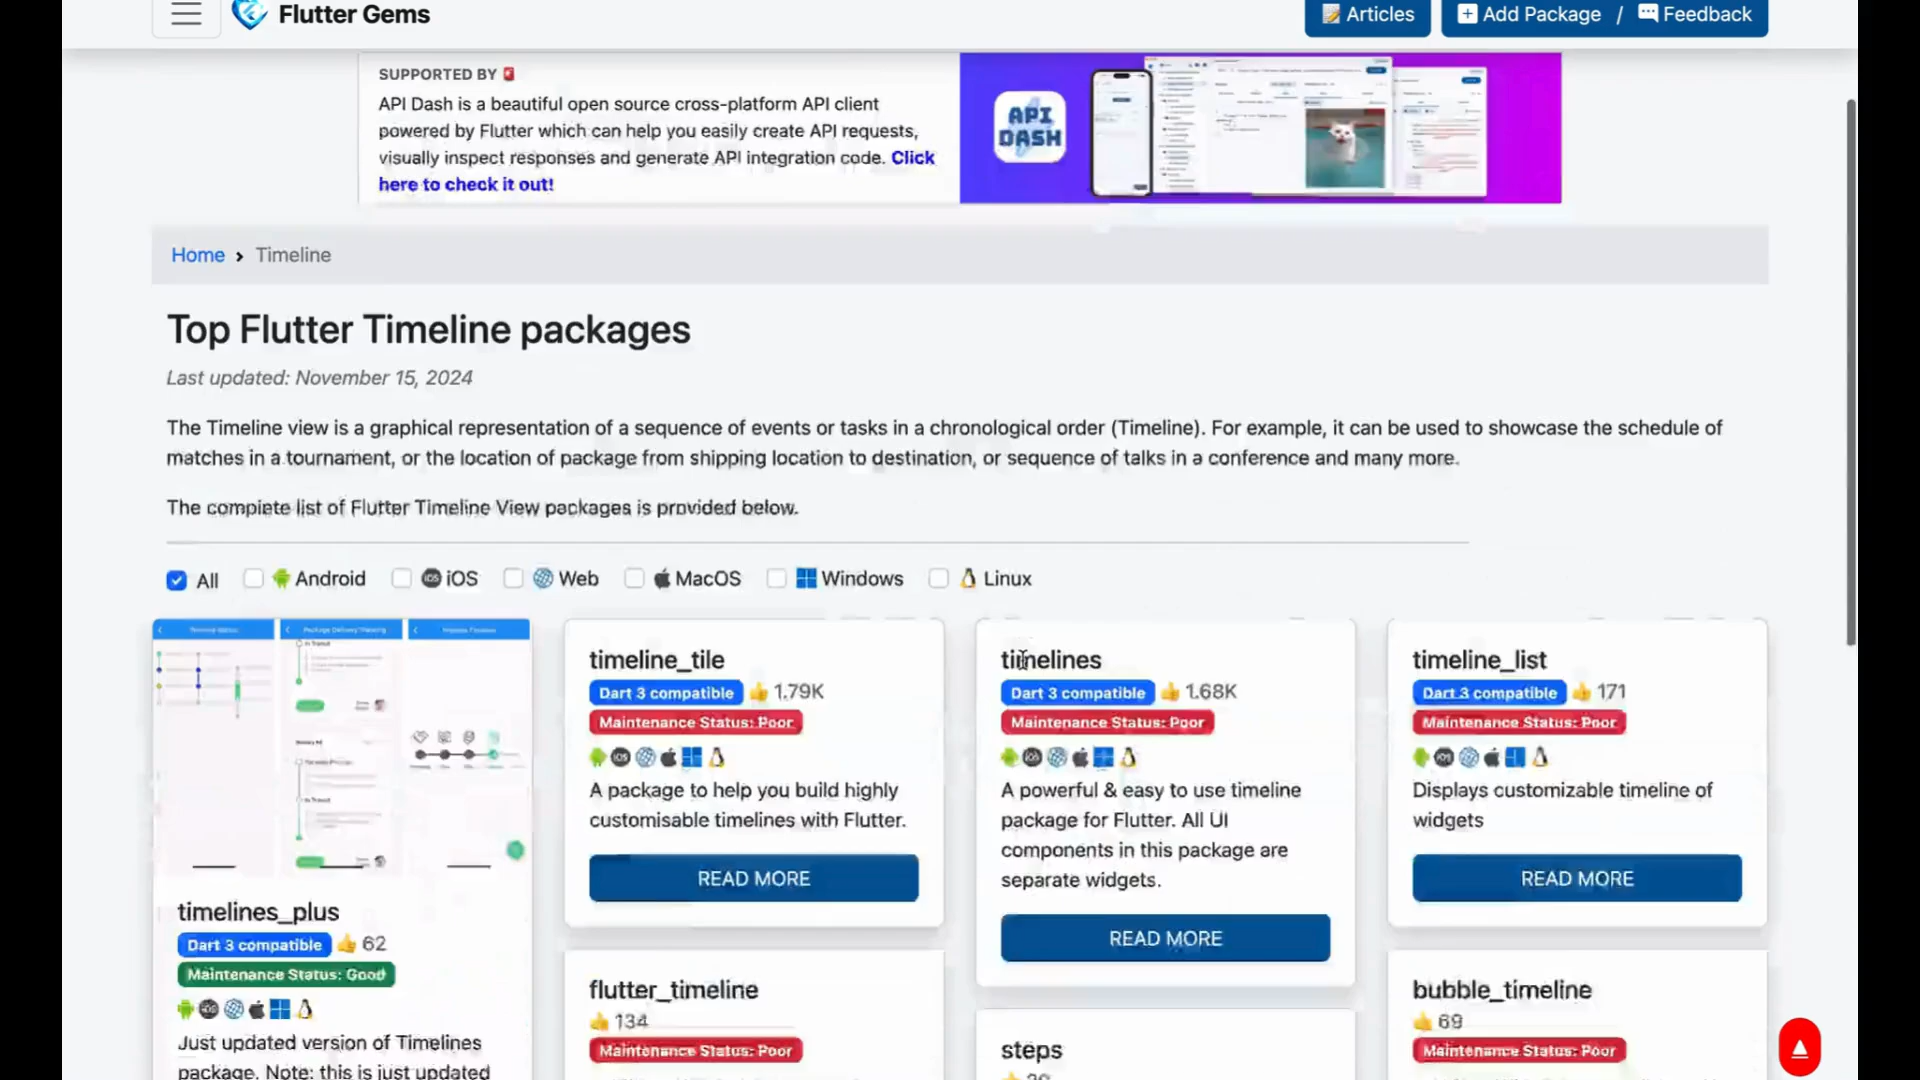 Flutter Gems
Articles
Add Package / Feedback
SUPPORTED BY
API Dash is a beautiful open source cross-platform API client
powered by Flutter which can help you easily create API requests,
visually inspect responses and generate API integration code. Click
here to check it out!
API
DASH
Home > Timeline
Top Flutter Timeline packages
Last updated: November 15, 2024
The Timeline view is a graphical representation of a sequence of events or tasks in a chronological order (Timeline). For example, it can be used to showcase the schedule of
matches in a tournament, or the location of package from shipping location to destination, or sequence of talks in a conference and many more.
The complete list of Flutter Timeline View packages is provided below.
All Android iOS Web MacOS Windows Linux
timelines_plus
Dart 3 compatible 62
Maintenance Status: Good
Just updated version of Timelines
package. Note: this is just updated
timeline_tile
Dart 3 compatible 1.79K
Maintenance Status: Poor
A package to help you build highly
customisable timelines with Flutter.
READ MORE
flutter_timeline
134
Maintenance Status: Poor
timelines
Dart 3 compatible 1.68K
Maintenance Status: Poor
A powerful & easy to use timeline
package for Flutter. All UI
components in this package are
separate widgets.
READ MORE
steps
timeline_list
Dart 3 compatible 171
Maintenance Status: Poor
Displays customizable timeline of
widgets
READ MORE
bubble_timeline
69
Maintenance Status: Poor